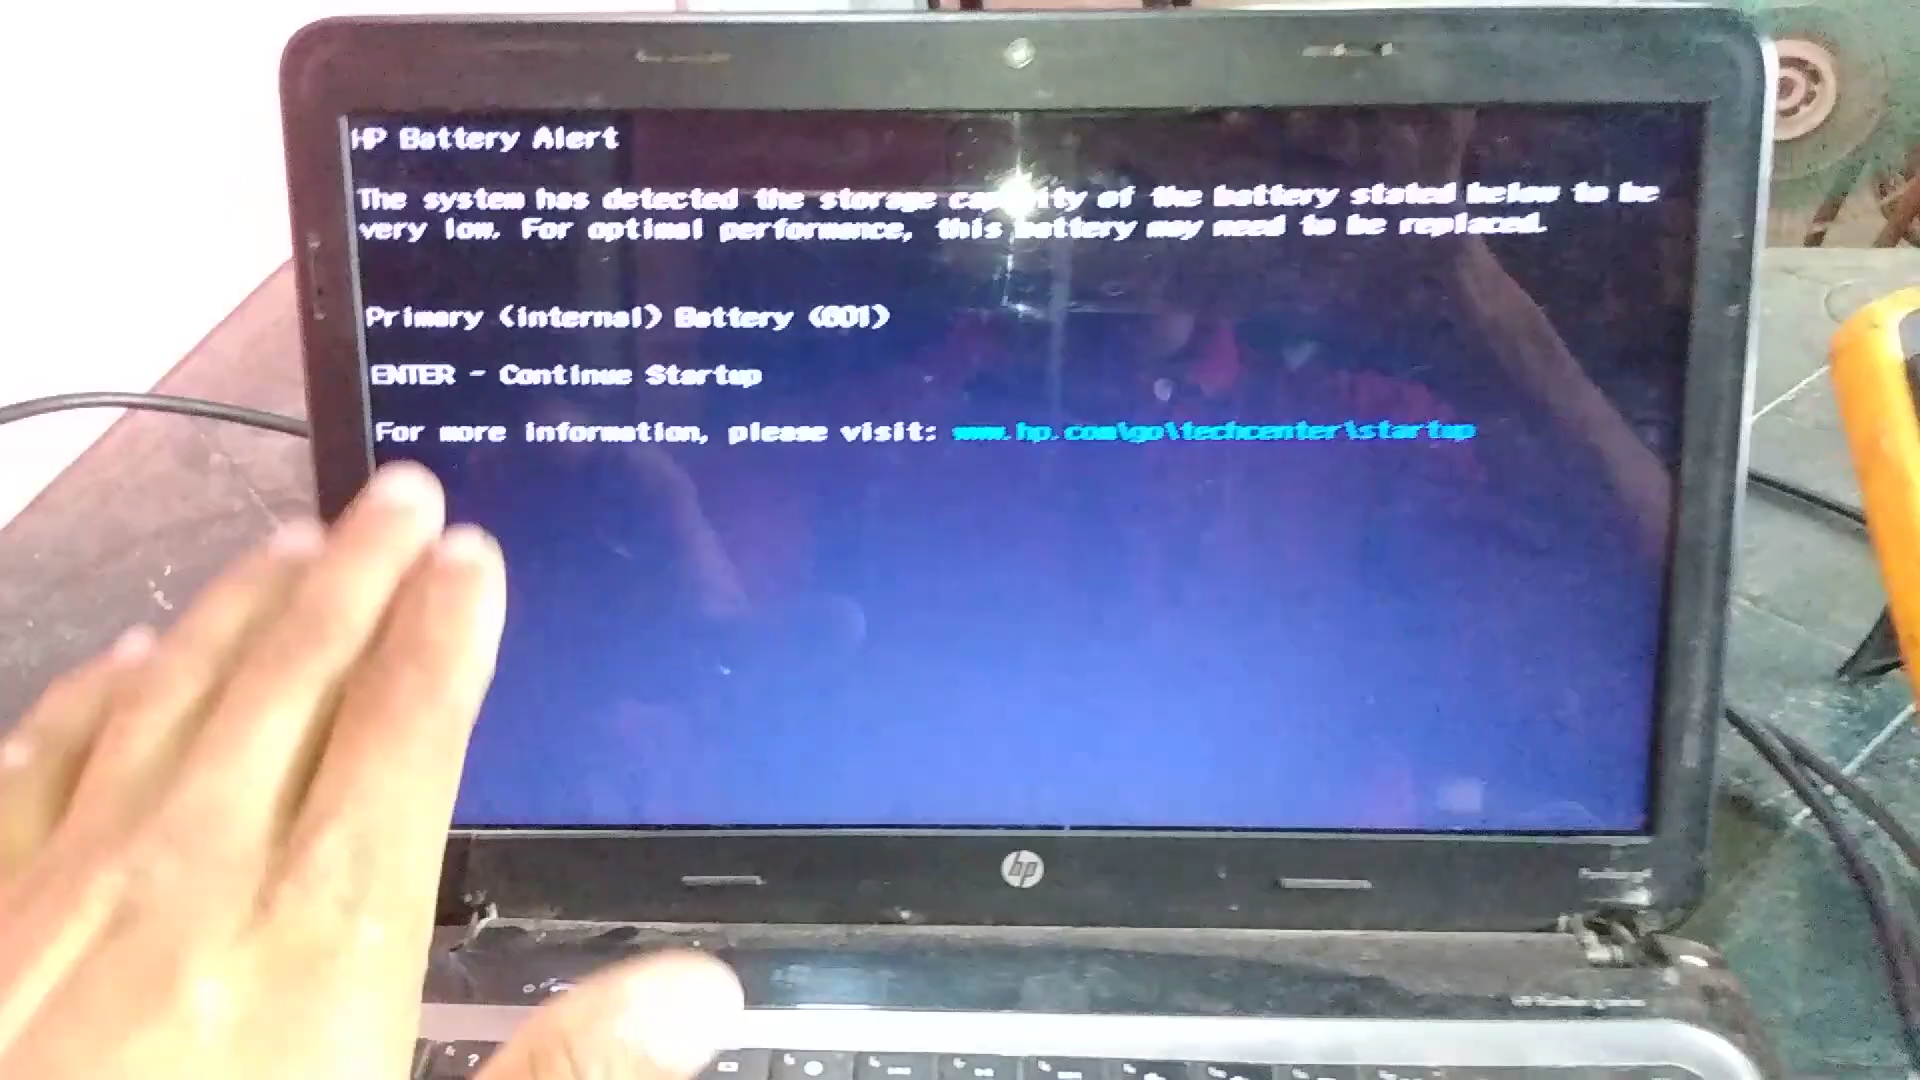 HP Battery Alert
The system has detected the storage capacity of the battery stated below to be
very low. For optimal performance, this battery may need to be replaced.
Primary (internal) Battery (601)
ENTER - Continue Startup
For more information, please visit: www.hp.com\go\techcenter\startup
hp